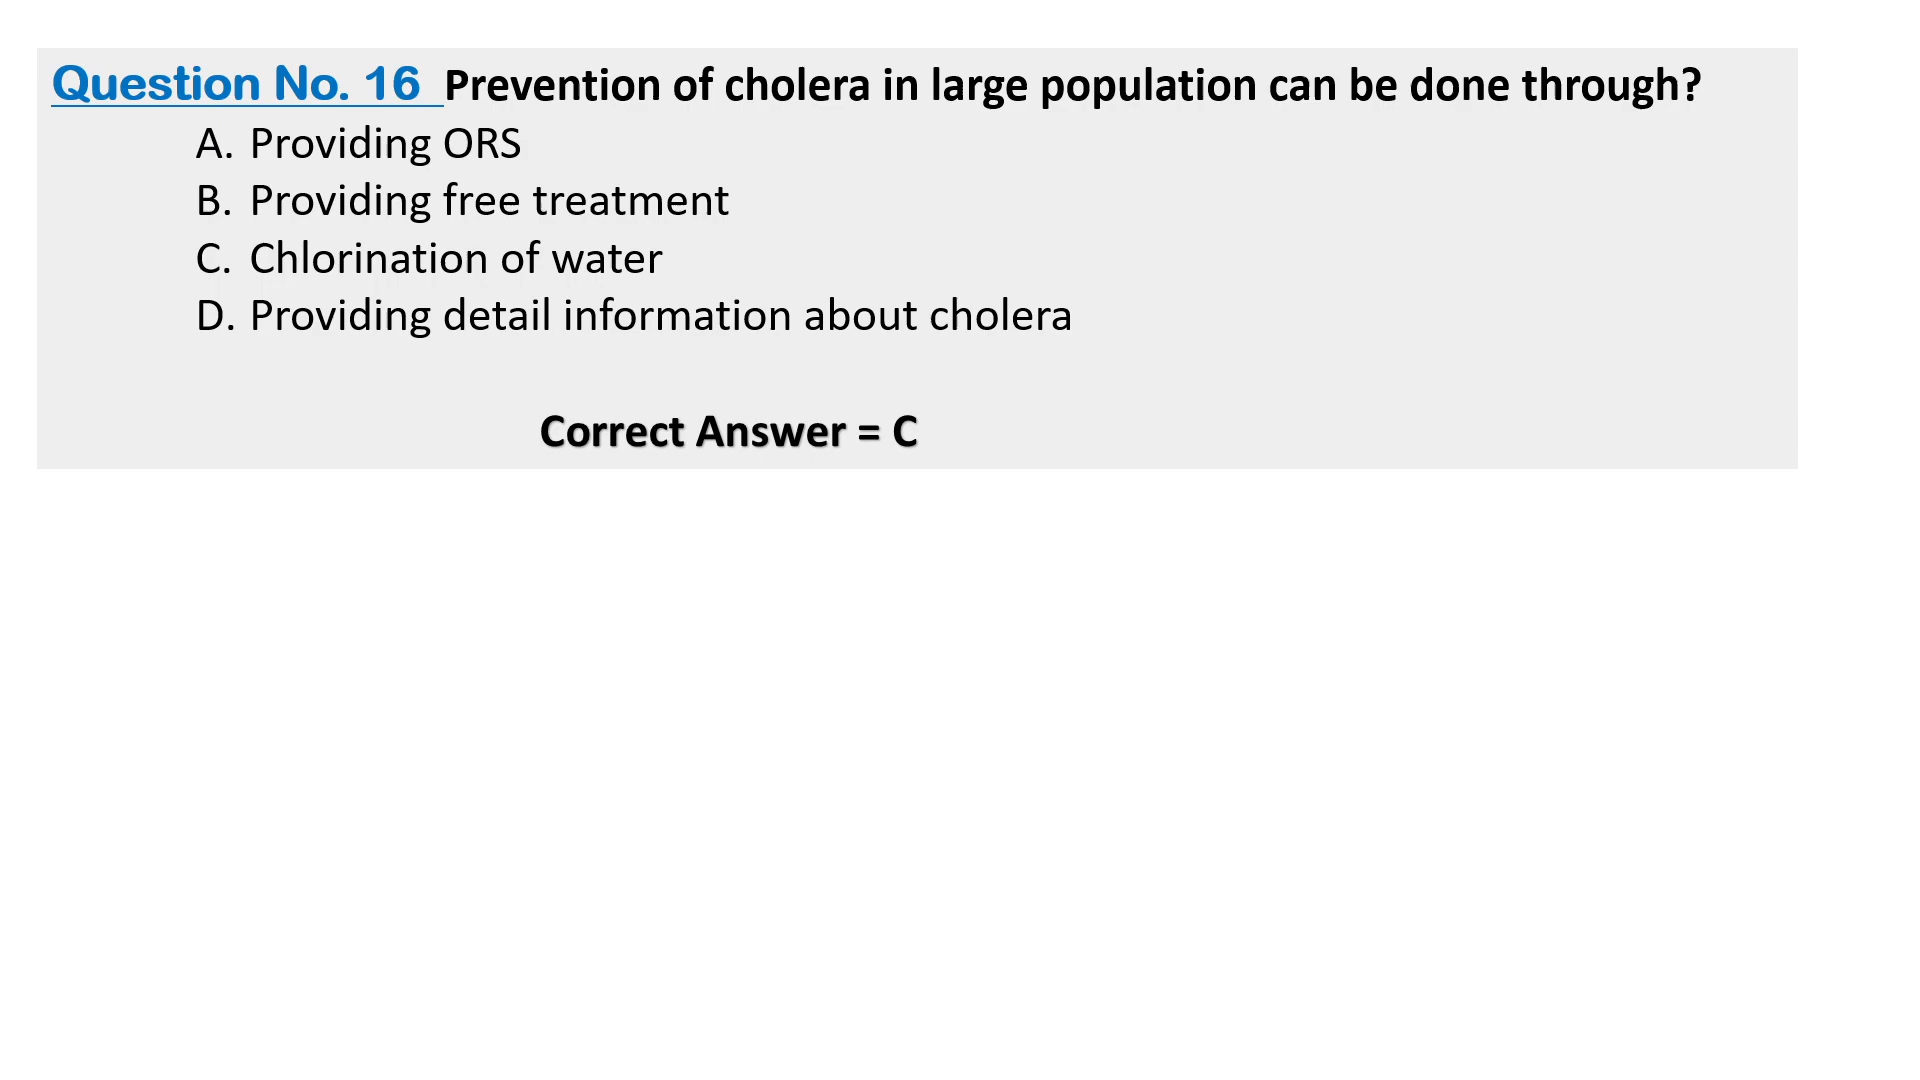 Question No. 16 Prevention of cholera in large population can be done through?
A. Providing ORS
B. Providing free treatment
C. Chlorination of water
D. Providing detail information about cholera
Correct Answer = C